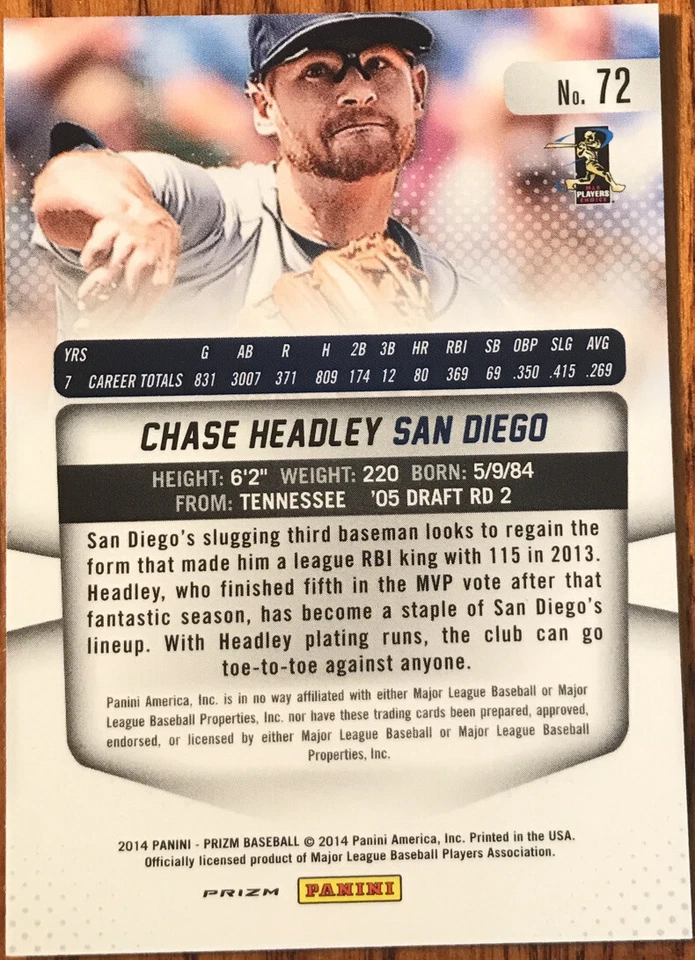 No. 72
MLB
PLAYERS
CHOICE
YRS G AB R H 2B 3B HR RBI SB OBP SLG AVG
7 CAREER TOTALS 831 3007 371 809 174 12 80 369 69 .350 .415 .269
CHASE HEADLEY SAN DIEGO
HEIGHT: 6'2" WEIGHT: 220 BORN: 5/9/84
FROM: TENNESSEE '05 DRAFT RD 2
San Diego's slugging third baseman looks to regain the
form that made him a league RBI king with 115 in 2013.
Headley, who finished fifth in the MVP vote after that
fantastic season, has become a staple of San Diego's
lineup. With Headley plating runs, the club can go
toe-to-toe against anyone.
Panini America, Inc. is in no way affiliated with either Major League Baseball or Major
League Baseball Properties, Inc. nor have these trading cards been prepared, approved,
endorsed, or licensed by either Major League Baseball or Major League Baseball
Properties, Inc.
2014 PANINI - PRIZM BASEBALL © 2014 Panini America, Inc. Printed in the USA.
Officially licensed product of Major League Baseball Players Association.
PRIZM PANINI